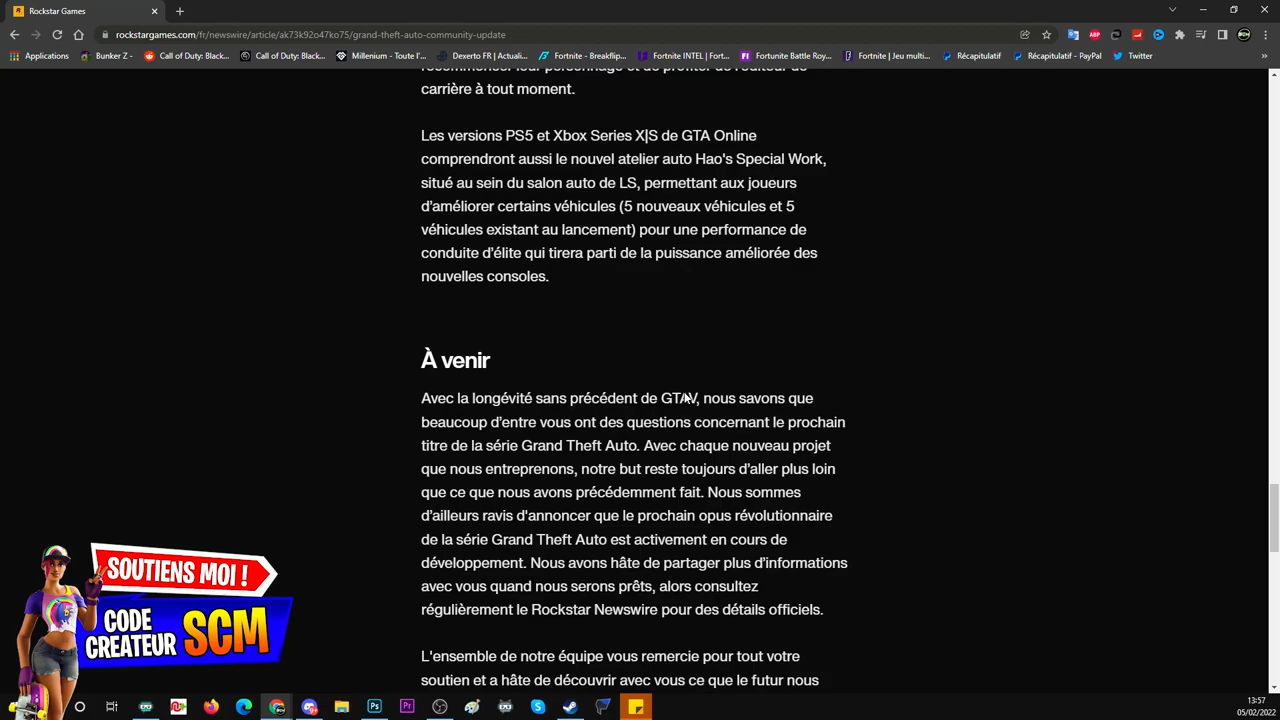 Rockstar Games
rockstargames.com/fr/newswire/article/ak73k92o47ko75/grand-theft-auto-community-update
Applications
Bunker Z -
Call of Duty: Black...
Call of Duty: Black...
Millenium - Toute l'...
Dexerto FR | Actuali...
Fortnite - Breakflip...
Fortnite INTEL | For...
Fortunite Battle Roy...
Fortnite | Jeu multi...
Récapitulatif
Récapitulatif - PayPal
Twitter
carrière à tout moment.
Les versions PS5 et Xbox Series X|S de GTA Online
comprendront aussi le nouvel atelier auto Hao's Special Work,
situé au sein du salon auto de LS, permettant aux joueurs
d'améliorer certains véhicules (5 nouveaux véhicules et 5
véhicules existant au lancement) pour une performance de
conduite d'élite qui tirera parti de la puissance améliorée des
nouvelles consoles.
À venir
Avec la longévité sans précédent de GTAV, nous savons que
beaucoup d'entre vous ont des questions concernant le prochain
titre de la série Grand Theft Auto. Avec chaque nouveau projet
que nous entreprenons, notre but reste toujours d'aller plus loin
que ce que nous avons précédemment fait. Nous sommes
d'ailleurs ravis d'annoncer que le prochain opus révolutionnaire
de la série Grand Theft Auto est activement en cours de
développement. Nous avons hâte de partager plus d'informations
avec vous quand nous serons prêts, alors consultez
régulièrement le Rockstar Newswire pour des détails officiels.
L'ensemble de notre équipe vous remercie pour tout votre
soutien et a hâte de découvrir avec vous ce que le futur nous
SOUTIENS MOI !
CODE
CREATEUR SCM
13:57
05/02/2022